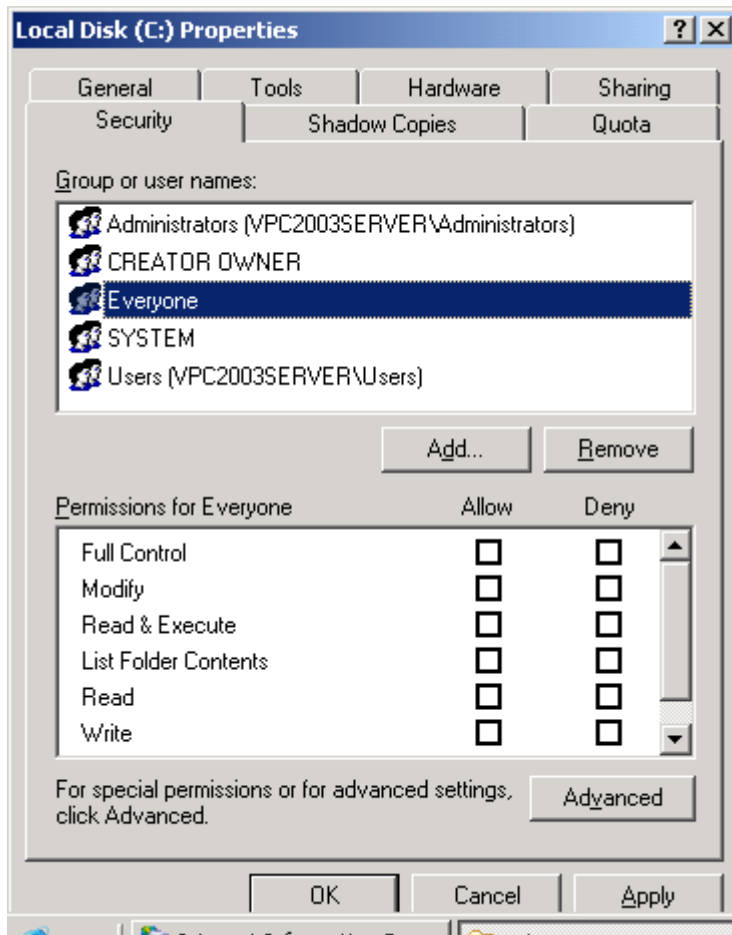 Local Disk (C:) Properties
? X
General Tools Hardware Sharing
Security Shadow Copies Quota
Group or user names:
Administrators (VPC2003SERVER\Administrators)
CREATOR OWNER
Everyone
SYSTEM
Users (VPC2003SERVER\Users)
Add... Remove
Permissions for Everyone Allow Deny
Full Control
Modify
Read & Execute
List Folder Contents
Read
Write
For special permissions or for advanced settings, Advanced
click Advanced.
OK Cancel Apply